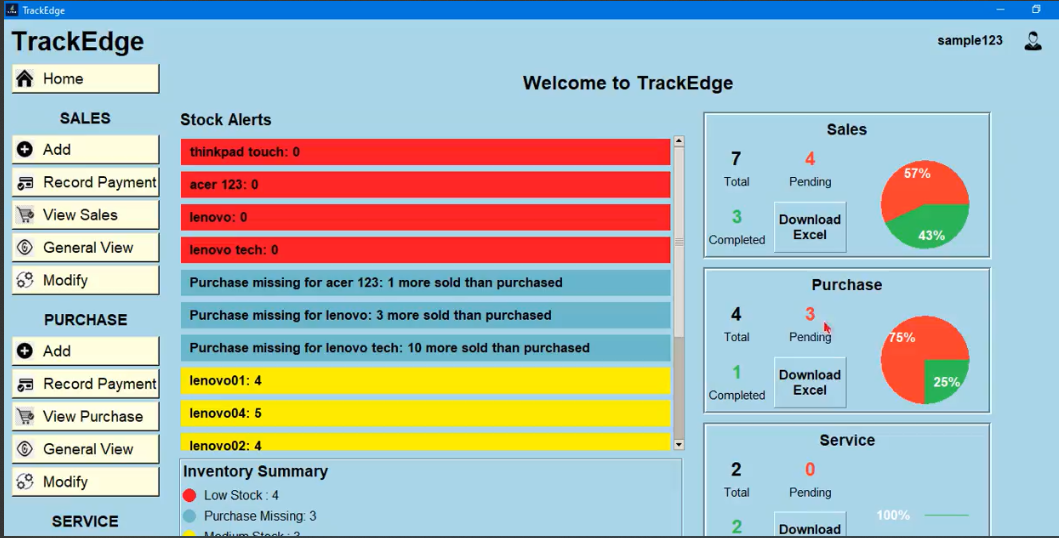 TrackEdge
TrackEdge
sample123
Home
Welcome to TrackEdge
SALES
Add
Record Payment
View Sales
General View
Modify
PURCHASE
Add
Record Payment
View Purchase
General View
Modify
SERVICE
Stock Alerts
thinkpad touch: 0
acer 123: 0
lenovo: 0
lenovo tech: 0
Purchase missing for acer 123: 1 more sold than purchased
Purchase missing for lenovo: 3 more sold than purchased
Purchase missing for lenovo tech: 10 more sold than purchased
lenovo01: 4
lenovo04: 5
lenovo02: 4
Inventory Summary
Low Stock : 4
Purchase Missing: 3
Medium Stock : 3
Sales
7 4
Total Pending
3
Completed
Download
Excel
57%
43%
Purchase
4 3
Total Pending
1
Completed
Download
Excel
75%
25%
Service
2 0
Total Pending
2
Download
100%